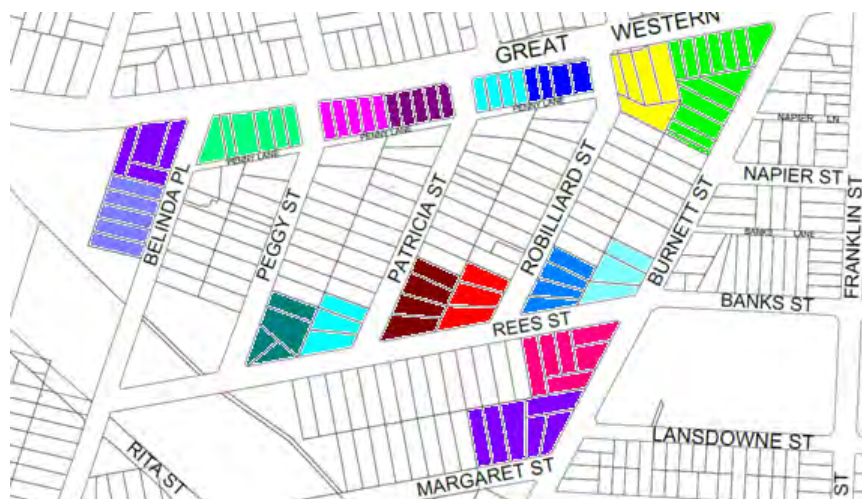 GREAT WESTERN
PENNY LANE
PENNY LANE
PENNY LANE
NAPIER LN
NAPIER ST
BELINDA PL
PEGGY ST
PATRICIA ST
ROBILLIARD ST
BURNETT ST
BANKS LANE
FRANKLIN ST
BANKS ST
REES ST
RITA ST
MARGARET ST
LANSDOWNE ST
ST